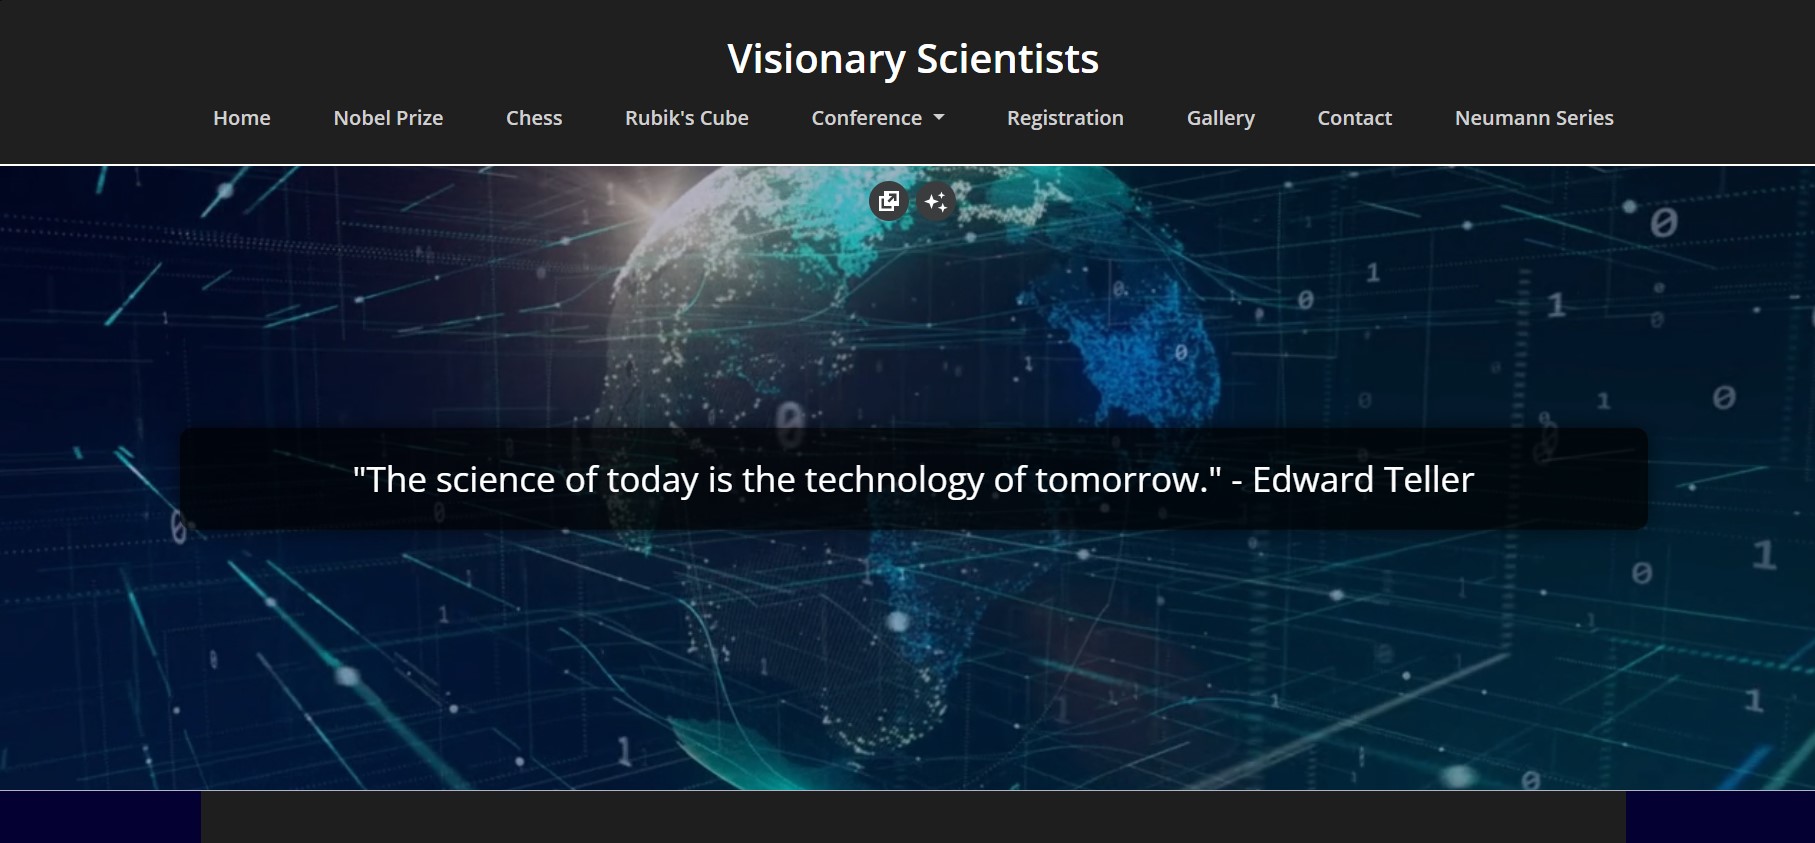 Visionary Scientists
Home Nobel Prize Chess Rubik's Cube Conference Registration Gallery Contact Neumann Series
"The science of today is the technology of tomorrow." - Edward Teller